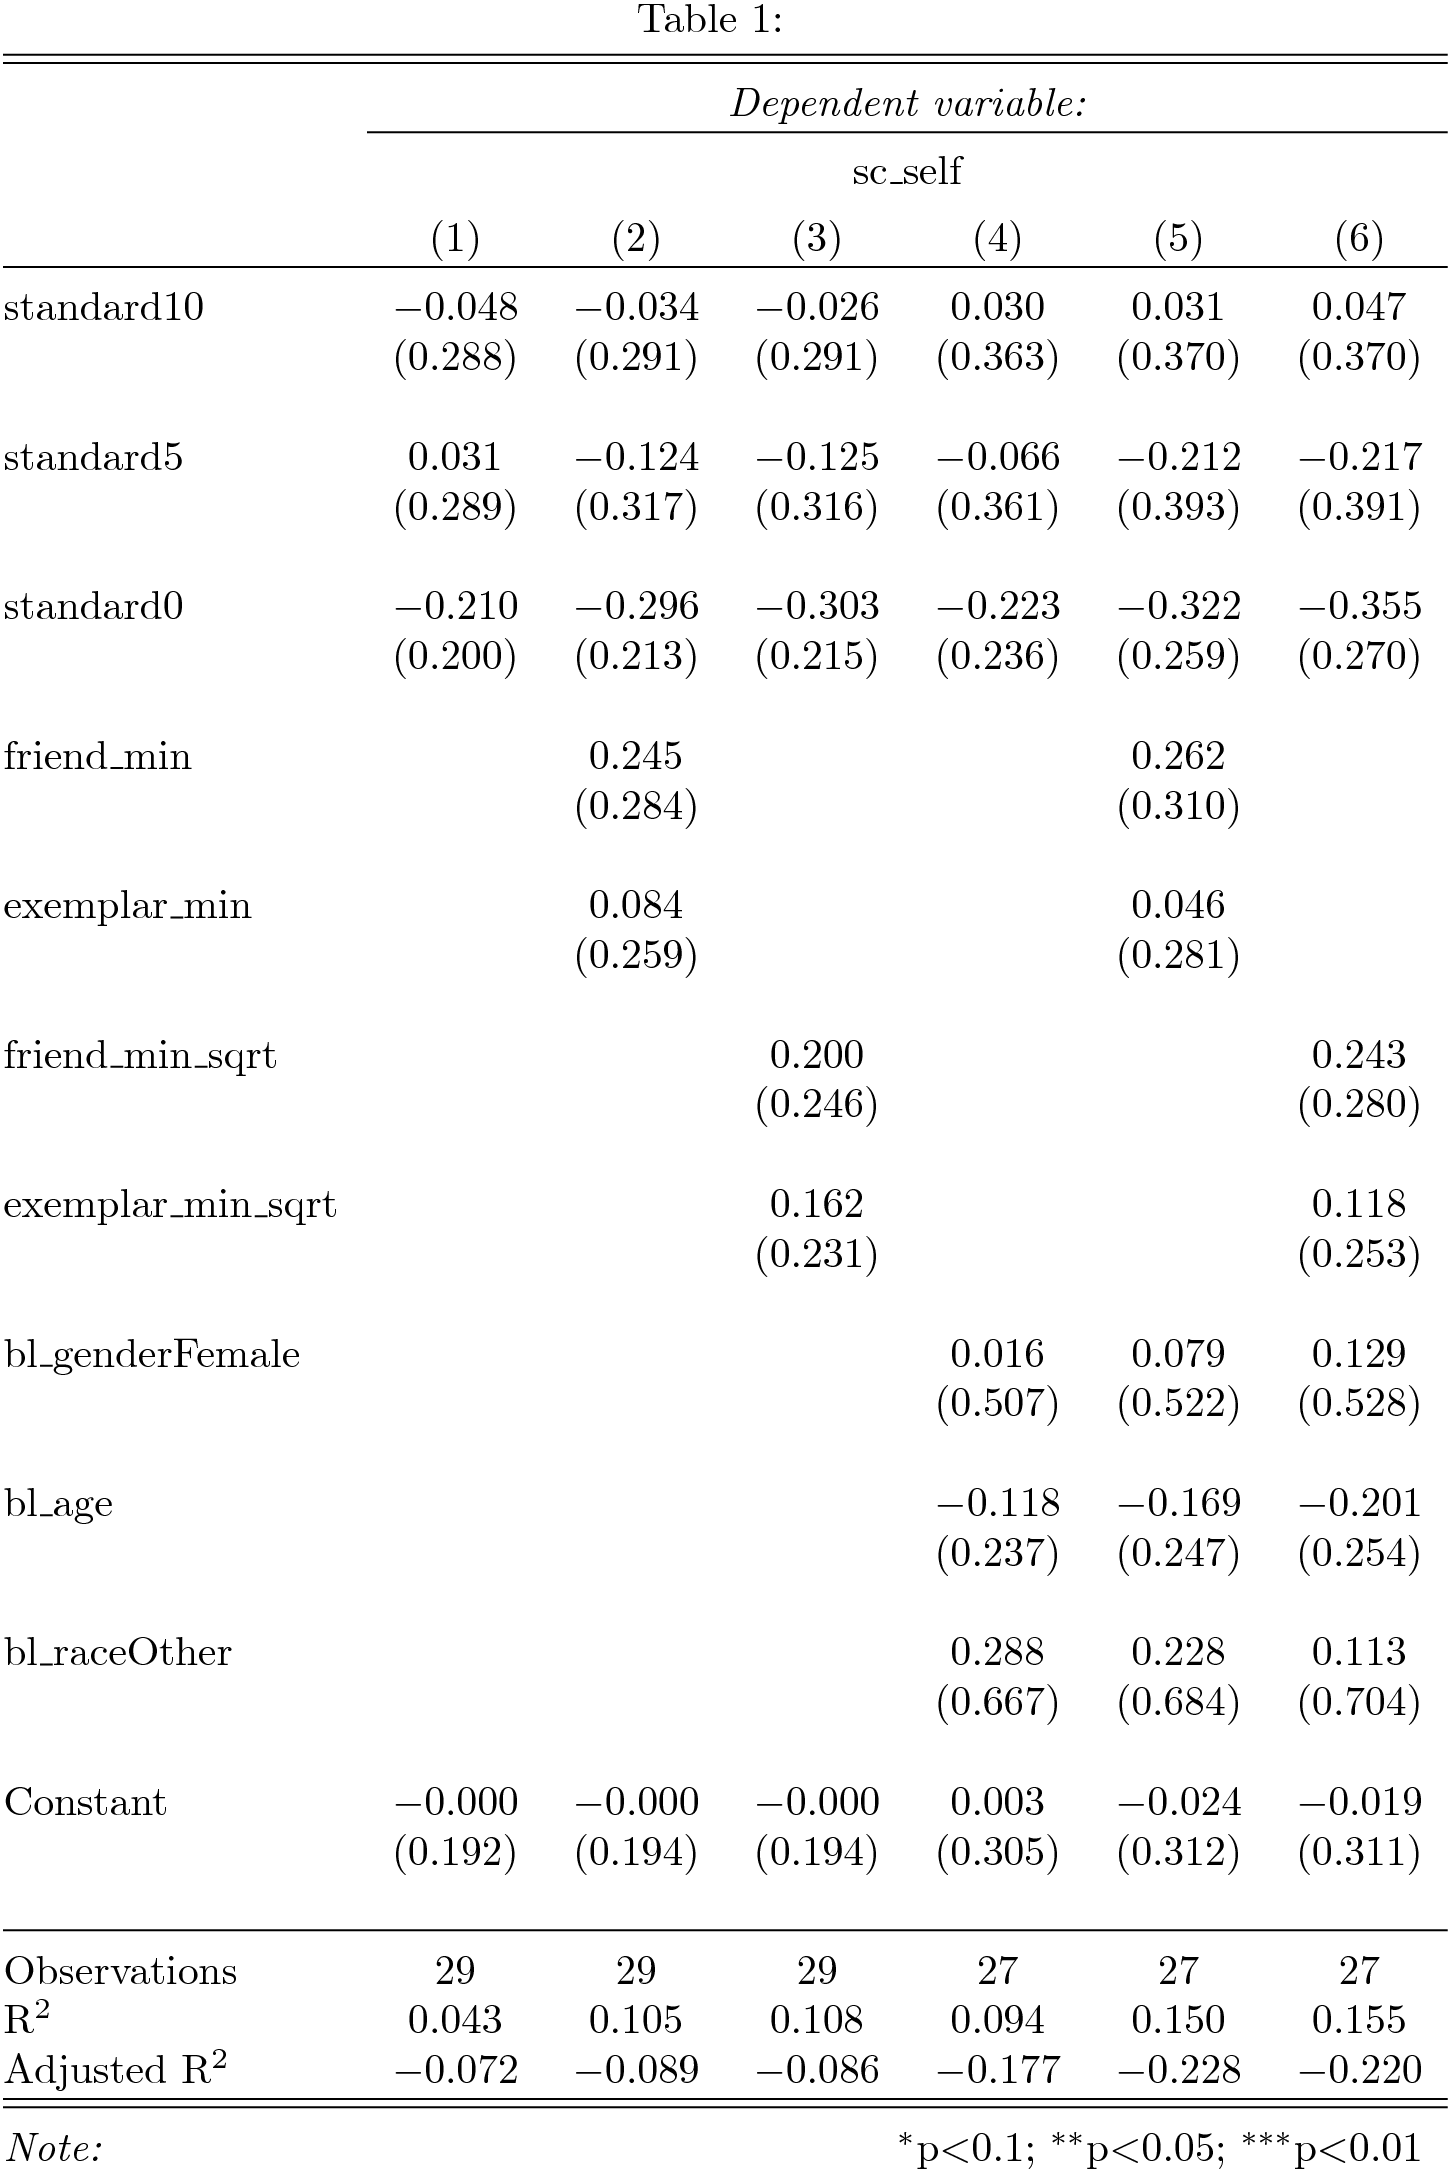 Table 1:
Dependent variable:
sc_self
(1) (2) (3) (4) (5) (6)
standard10 −0.048 −0.034 −0.026 0.030 0.031 0.047
(0.288) (0.291) (0.291) (0.363) (0.370) (0.370)
standard5 0.031 −0.124 −0.125 −0.066 −0.212 −0.217
(0.289) (0.317) (0.316) (0.361) (0.393) (0.391)
standard0 −0.210 −0.296 −0.303 −0.223 −0.322 −0.355
(0.200) (0.213) (0.215) (0.236) (0.259) (0.270)
friend_min 0.245 0.262
(0.284) (0.310)
exemplar_min 0.084 0.046
(0.259) (0.281)
friend_min_sqrt 0.200 0.243
(0.246) (0.280)
exemplar_min_sqrt 0.162 0.118
(0.231) (0.253)
bl_genderFemale 0.016 0.079 0.129
(0.507) (0.522) (0.528)
bl_age −0.118 −0.169 −0.201
(0.237) (0.247) (0.254)
bl_raceOther 0.288 0.228 0.113
(0.667) (0.684) (0.704)
Constant −0.000 −0.000 −0.000 0.003 −0.024 −0.019
(0.192) (0.194) (0.194) (0.305) (0.312) (0.311)
Observations 29 29 29 27 27 27
R² 0.043 0.105 0.108 0.094 0.150 0.155
Adjusted R² −0.072 −0.089 −0.086 −0.177 −0.228 −0.220
Note: *p<0.1; **p<0.05; ***p<0.01